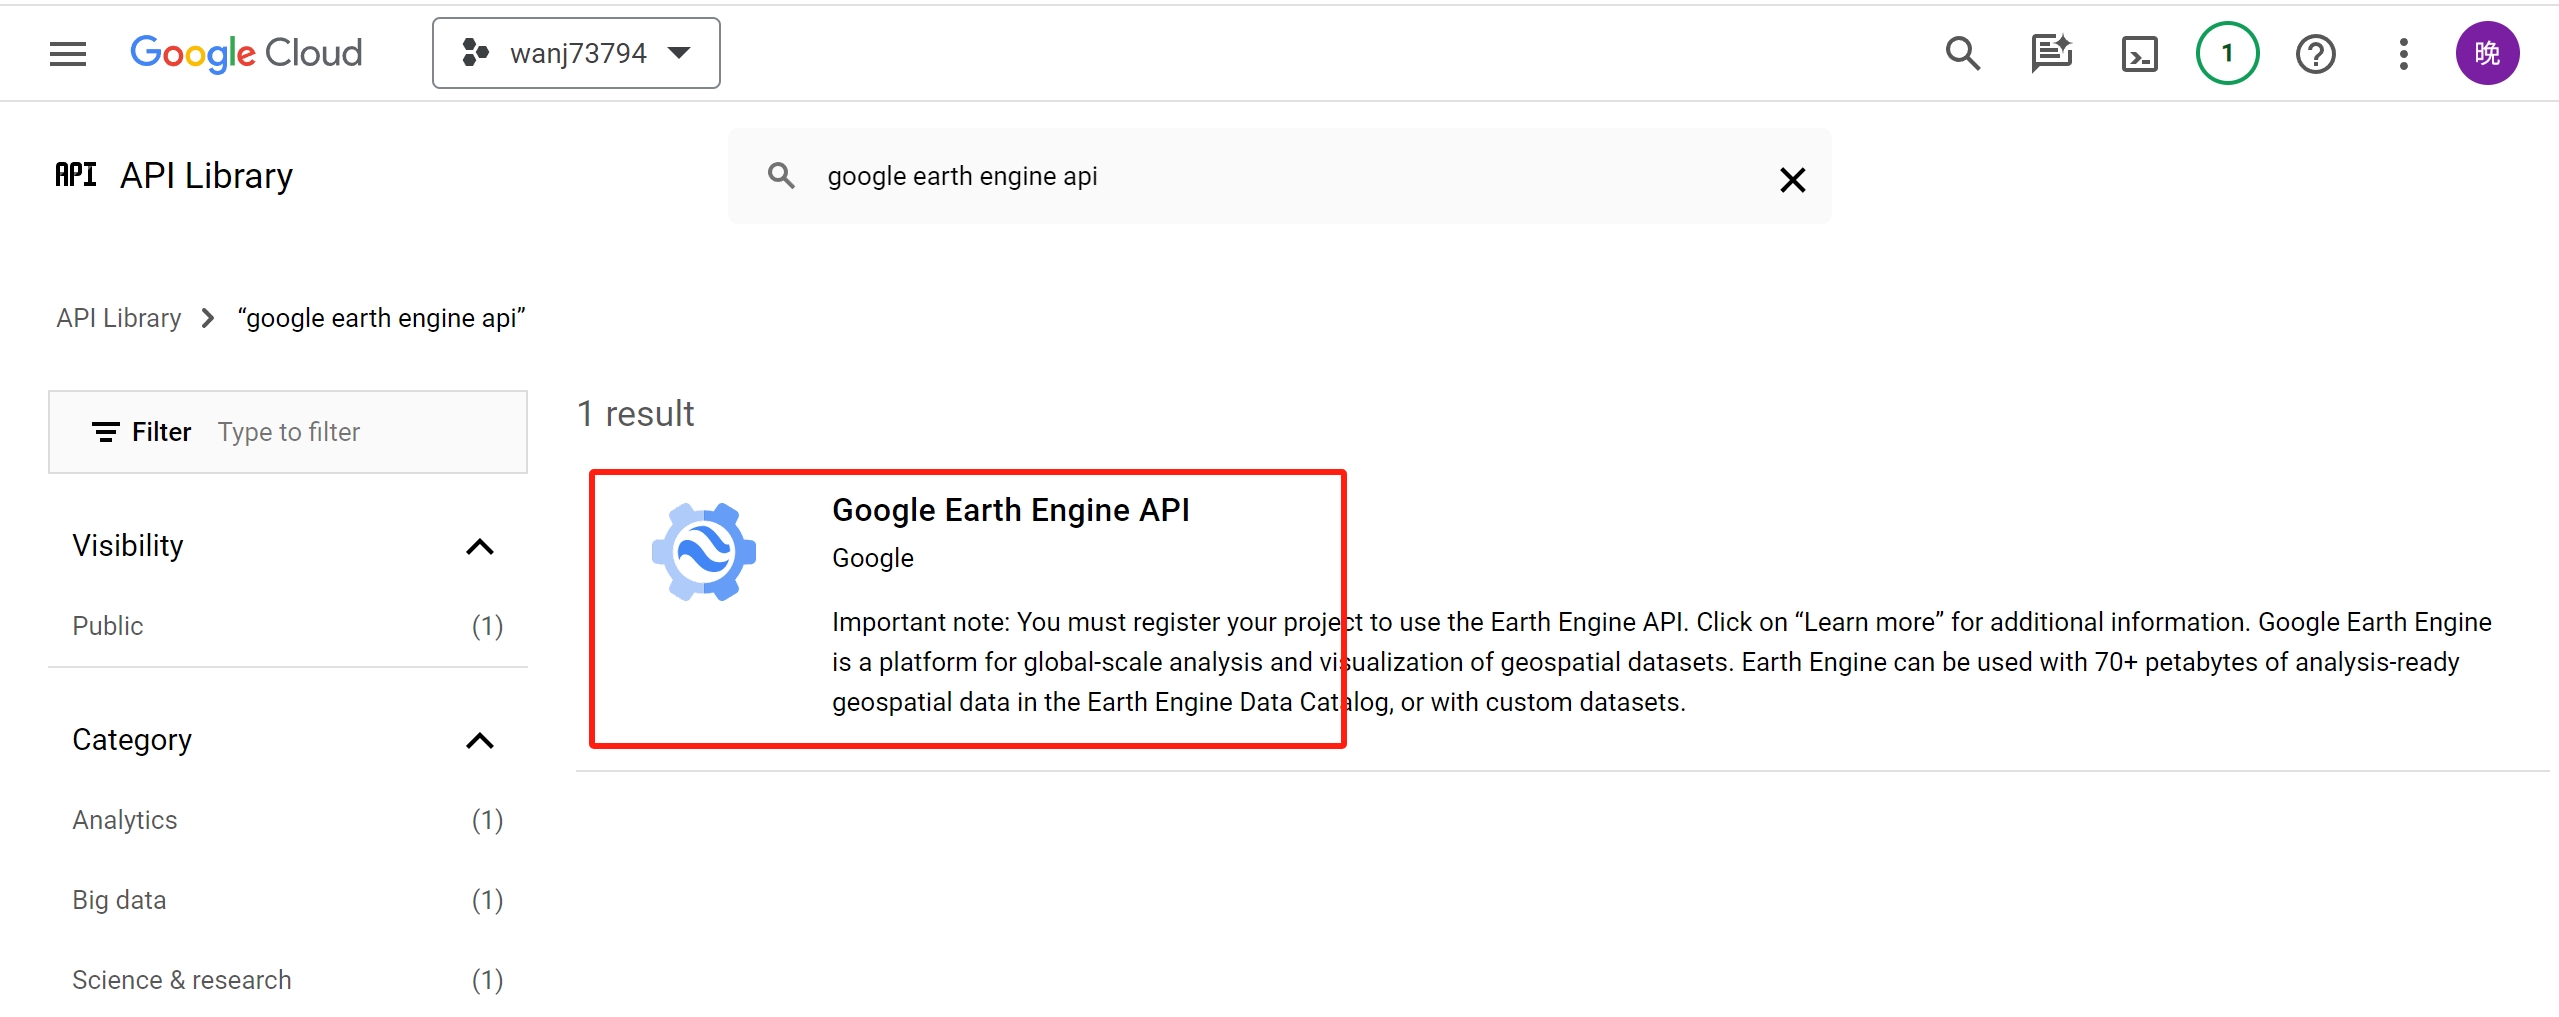 Google Cloud
wanj73794
1
晚
API API Library
google earth engine api
API Library “google earth engine api”
Filter Type to filter
1 result
Visibility
Public (1)
Category
Analytics (1)
Big data (1)
Science & research (1)
Google Earth Engine API
Google
Important note: You must register your project to use the Earth Engine API. Click on “Learn more” for additional information. Google Earth Engine
is a platform for global-scale analysis and visualization of geospatial datasets. Earth Engine can be used with 70+ petabytes of analysis-ready
geospatial data in the Earth Engine Data Catalog, or with custom datasets.